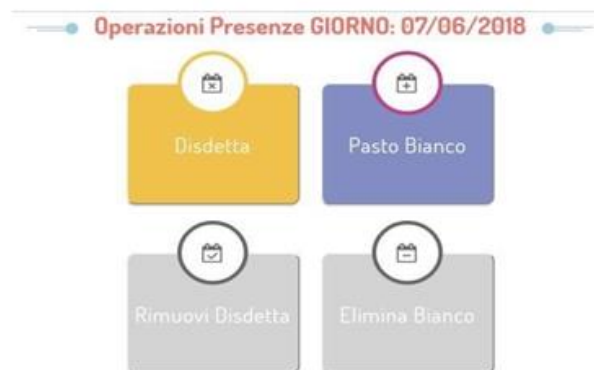 Operazioni Presenze GIORNO: 07/06/2018
Disdetta
Pasto Bianco
Rimuovi Disdetta
Elimina Bianco